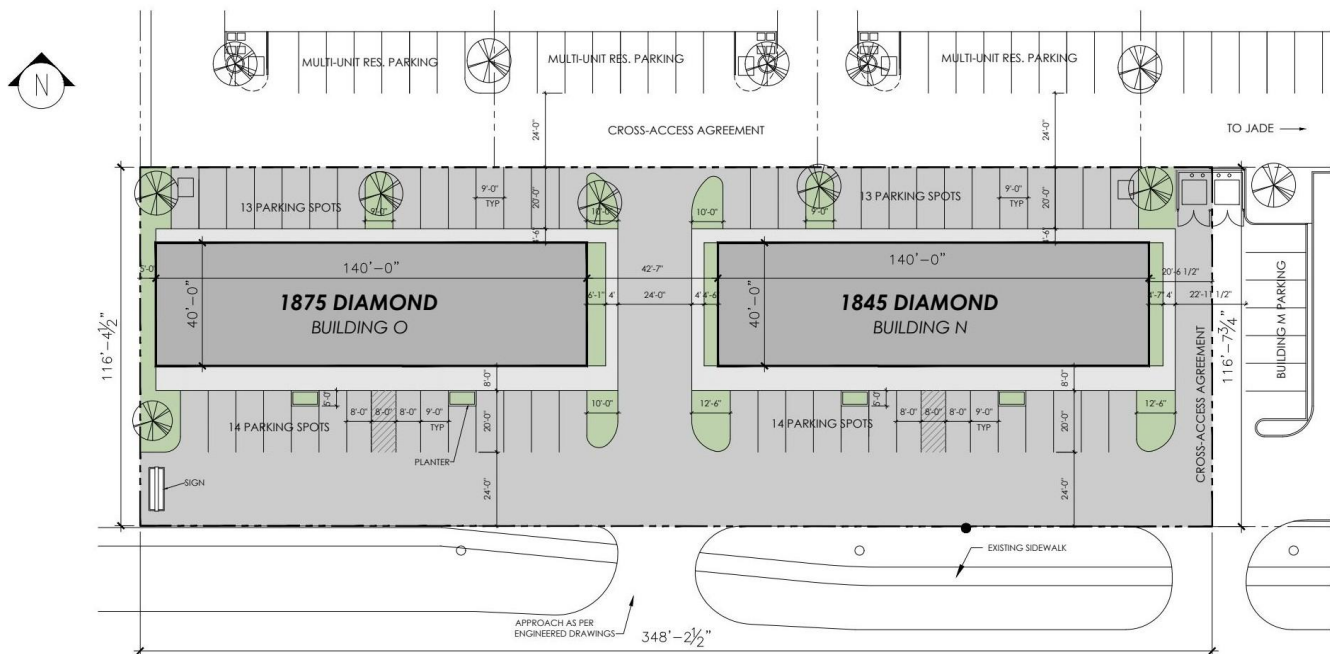 N
MULTI-UNIT RES. PARKING
MULTI-UNIT RES. PARKING
MULTI-UNIT RES. PARKING
24'-0"
CROSS-ACCESS AGREEMENT
24'-0"
TO JADE
13 PARKING SPOTS
9'-0"
9'-0"
TYP
20'-0"
10'-0"
10'-0"
9'-0"
13 PARKING SPOTS
9'-0"
TYP
20'-0"
4'-6"
4'-6"
5'-0"
140'-0"
42'-7"
140'-0"
20'-6 1/2"
40'-0"
1875 DIAMOND
BUILDING O
6'-1"
4'
24'-0"
4'
4'-6"
40'-0"
1845 DIAMOND
BUILDING N
4'-7"
4'
22'-11 1/2"
116'-4½"
116'-7¾"
BUILDING M PARKING
CROSS-ACCESS AGREEMENT
8'-0"
8'-0"
14 PARKING SPOTS
5'-0"
8'-0"
8'-0"
8'-0"
9'-0"
TYP
20'-0"
10'-0"
12'-6"
14 PARKING SPOTS
5'-0"
8'-0"
8'-0"
8'-0"
9'-0"
TYP
20'-0"
12'-6"
PLANTER
SIGN
24'-0"
24'-0"
EXISTING SIDEWALK
APPROACH AS PER
ENGINEERED DRAWINGS
348'-2½"